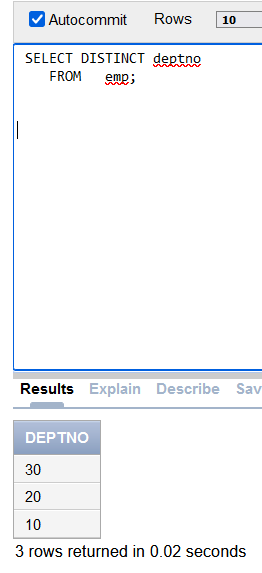 Autocommit Rows 10
SELECT DISTINCT deptno
FROM emp;
Results Explain Describe Sav
DEPTNO
30
20
10
3 rows returned in 0.02 seconds